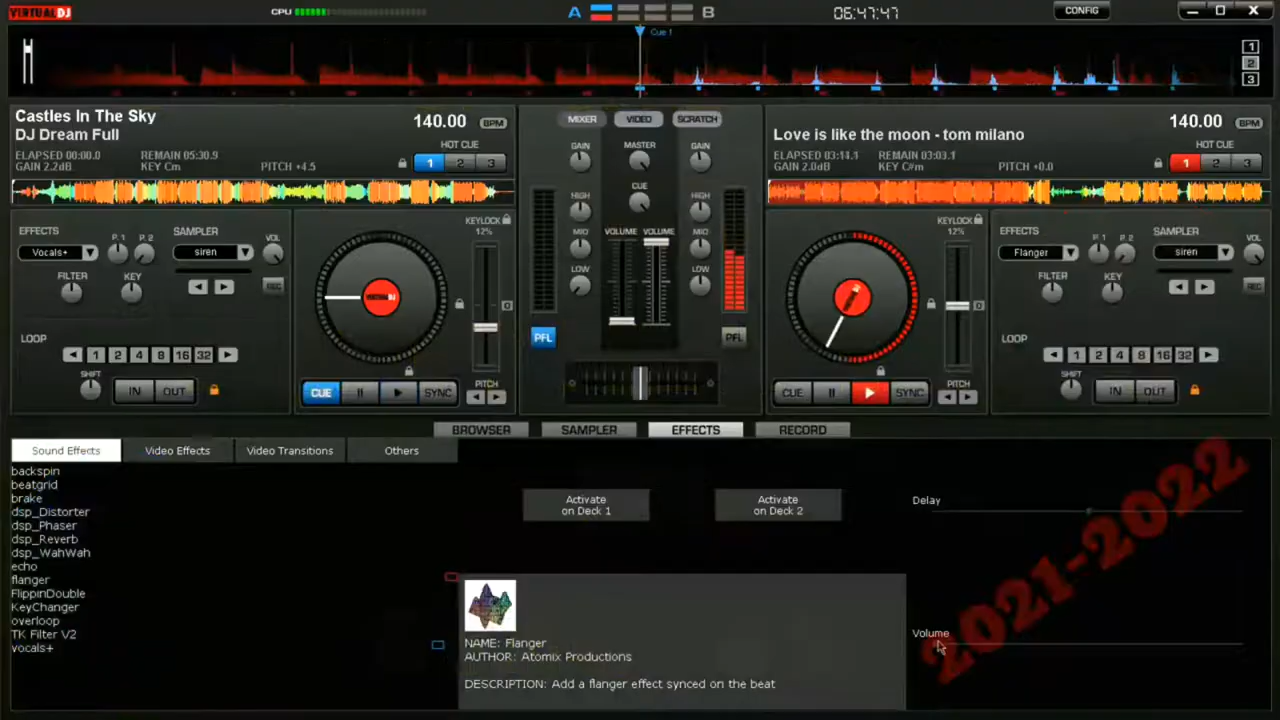 VIRTUALDJ
CPU
A
B
06:47:47
CONFIG
Cue 1
1
2
3
Castles In The Sky
DJ Dream Full
140.00 BPM
HOT CUE
ELAPSED 00:00.0 REMAIN 05:30.9
GAIN 2.2dB KEY Cm PITCH +4.5
1 2 3
MIXER VIDEO SCRATCH
GAIN MASTER GAIN
CUE
HIGH HIGH
MID MID
LOW LOW
VOLUME VOLUME
PFL PFL
Love is like the moon - tom milano
140.00 BPM
HOT CUE
ELAPSED 03:14.1 REMAIN 03:03.1
GAIN 2.0dB KEY C#m PITCH +0.0
1 2 3
EFFECTS P. 1 P. 2 SAMPLER VOL
Vocals+ siren
FILTER KEY REC
LOOP
1 2 4 8 16 32
SHIFT IN OUT
KEYLOCK
12%
VIRTUALDJ
CUE SYNC PITCH
KEYLOCK
12%
CUE SYNC PITCH
EFFECTS P. 1 P. 2 SAMPLER VOL
Flanger siren
FILTER KEY REC
LOOP
1 2 4 8 16 32
SHIFT IN OUT
BROWSER SAMPLER EFFECTS RECORD
Sound Effects Video Effects Video Transitions Others
backspin
beatgrid
brake
dsp_Distorter
dsp_Phaser
dsp_Reverb
dsp_WahWah
echo
flanger
FlippinDouble
KeyChanger
overloop
TK Filter V2
vocals+
Activate
on Deck 1
Activate
on Deck 2
NAME: Flanger
AUTHOR: Atomix Productions
DESCRIPTION: Add a flanger effect synced on the beat
Delay
Volume
2021-2022